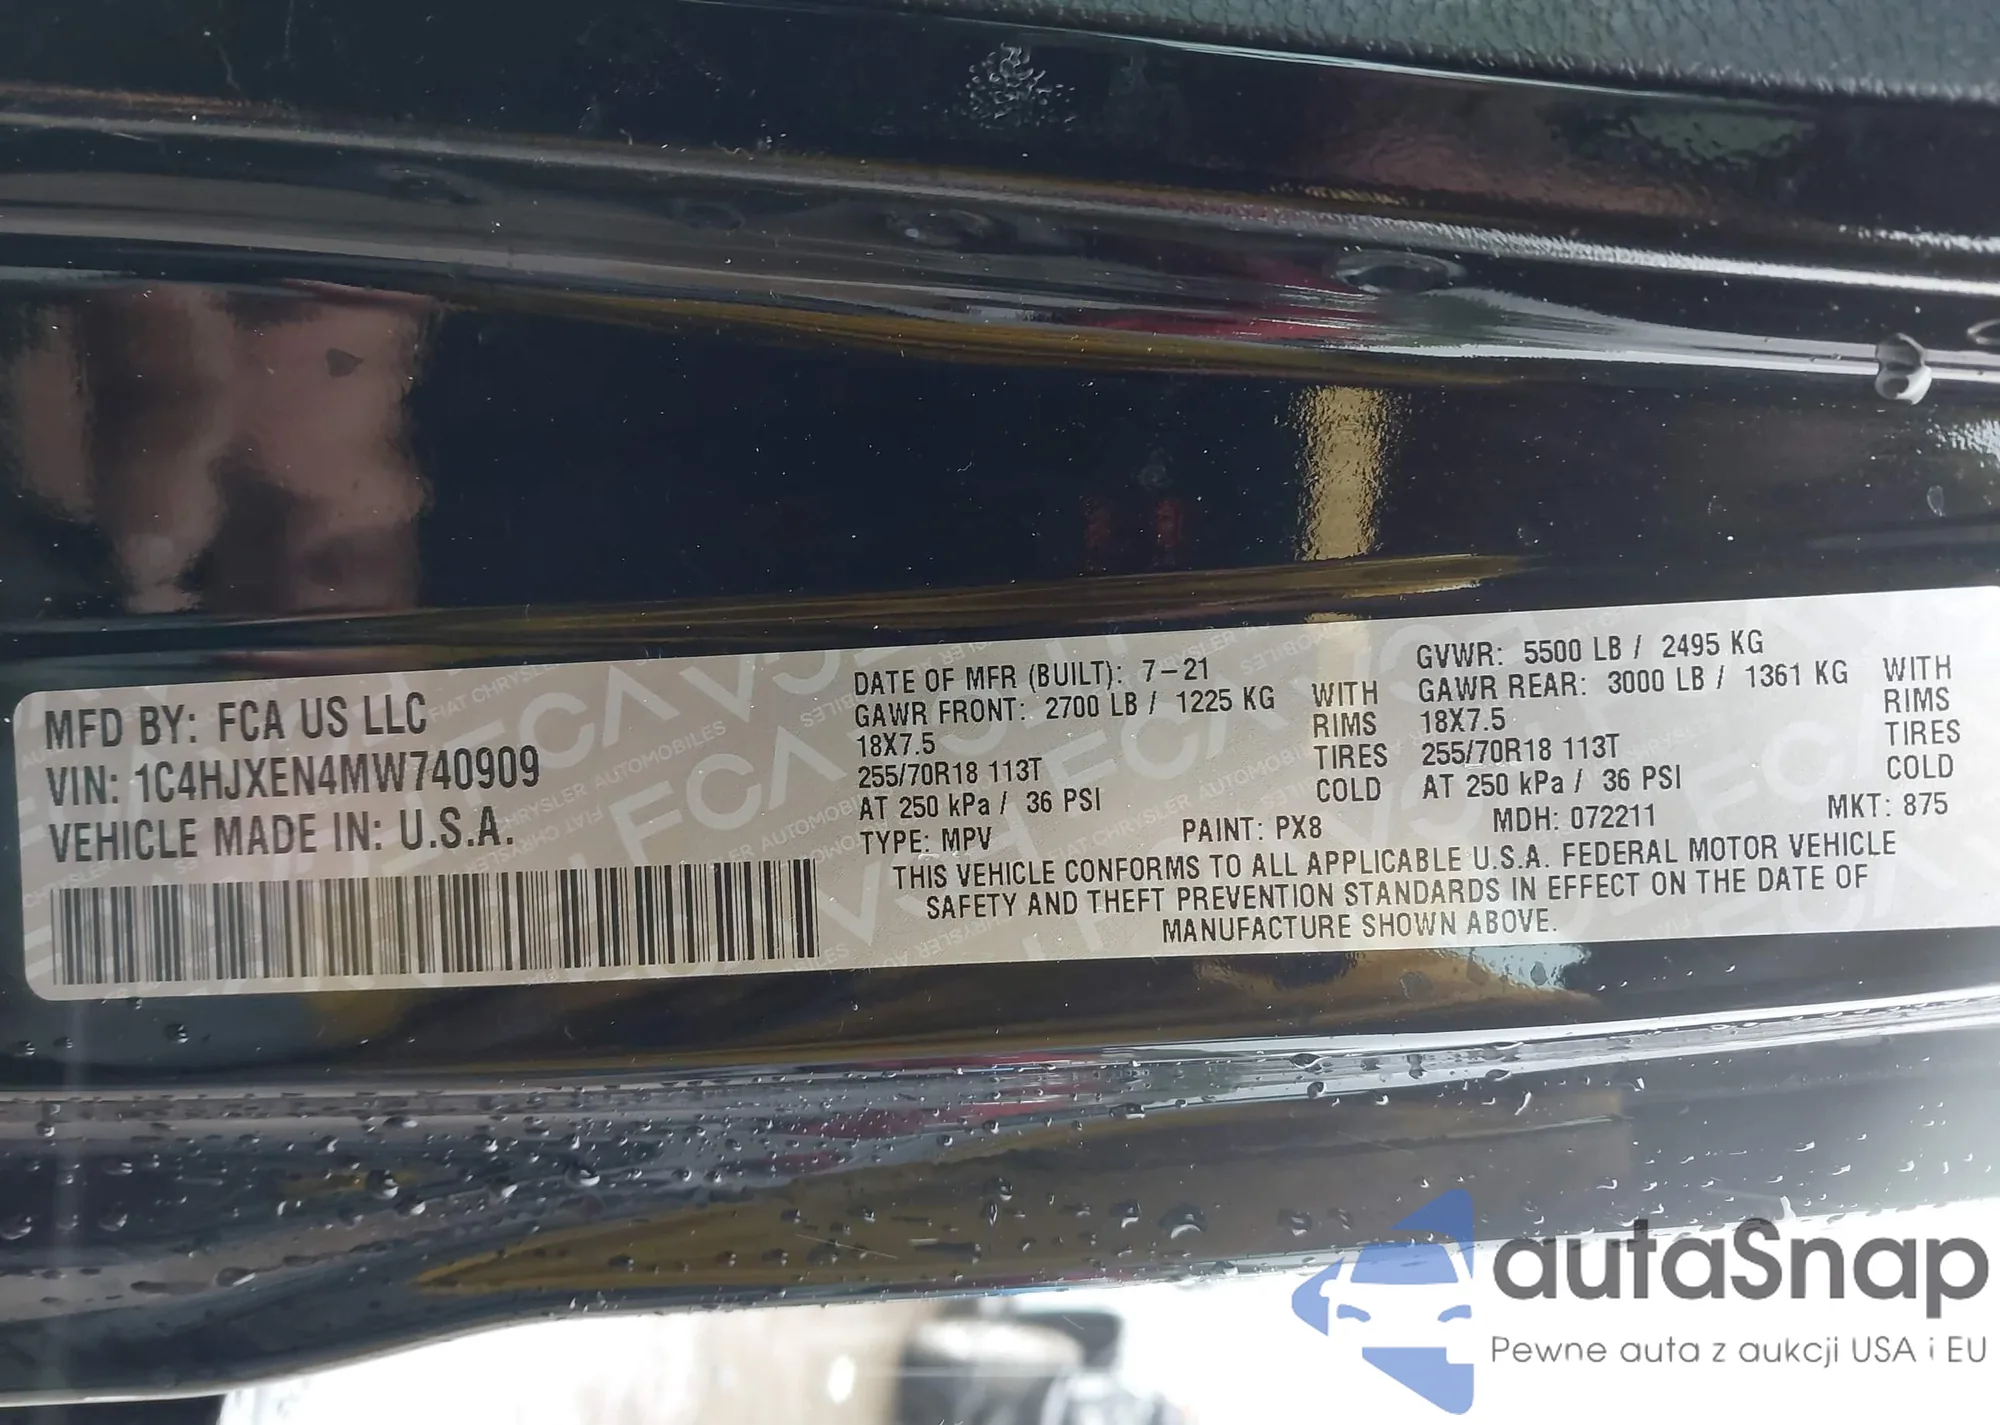 MFD BY: FCA US LLC
VIN: 1C4HJXEN4MW740909
VEHICLE MADE IN: U.S.A.
DATE OF MFR (BUILT): 7-21
GAWR FRONT: 2700 LB / 1225 KG WITH
18X7.5 RIMS
255/70R18 113T TIRES
AT 250 kPa / 36 PSI COLD
GVWR: 5500 LB / 2495 KG
GAWR REAR: 3000 LB / 1361 KG WITH
18X7.5 RIMS
255/70R18 113T TIRES
AT 250 kPa / 36 PSI COLD
TYPE: MPV PAINT: PX8 MDH: 072211 MKT: 875
THIS VEHICLE CONFORMS TO ALL APPLICABLE U.S.A. FEDERAL MOTOR VEHICLE
SAFETY AND THEFT PREVENTION STANDARDS IN EFFECT ON THE DATE OF
MANUFACTURE SHOWN ABOVE.
autaSnap
Pewne auta z aukcji USA i EU